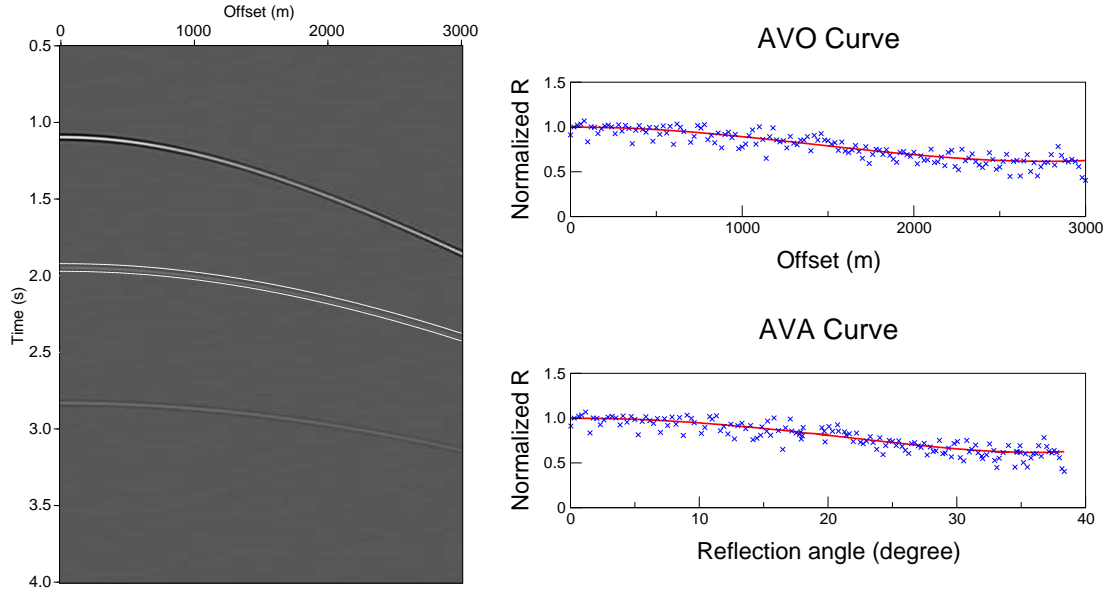 Offset (m)
0 1000 2000 3000
0.5
1.0
1.5
2.0
2.5
3.0
3.5
4.0
Time (s)
AVO Curve
1.5
1.0
0.5
0
Normalized R
0 1000 2000 3000
Offset (m)
AVA Curve
1.5
1.0
0.5
0
Normalized R
0 10 20 30 40
Reflection angle (degree)